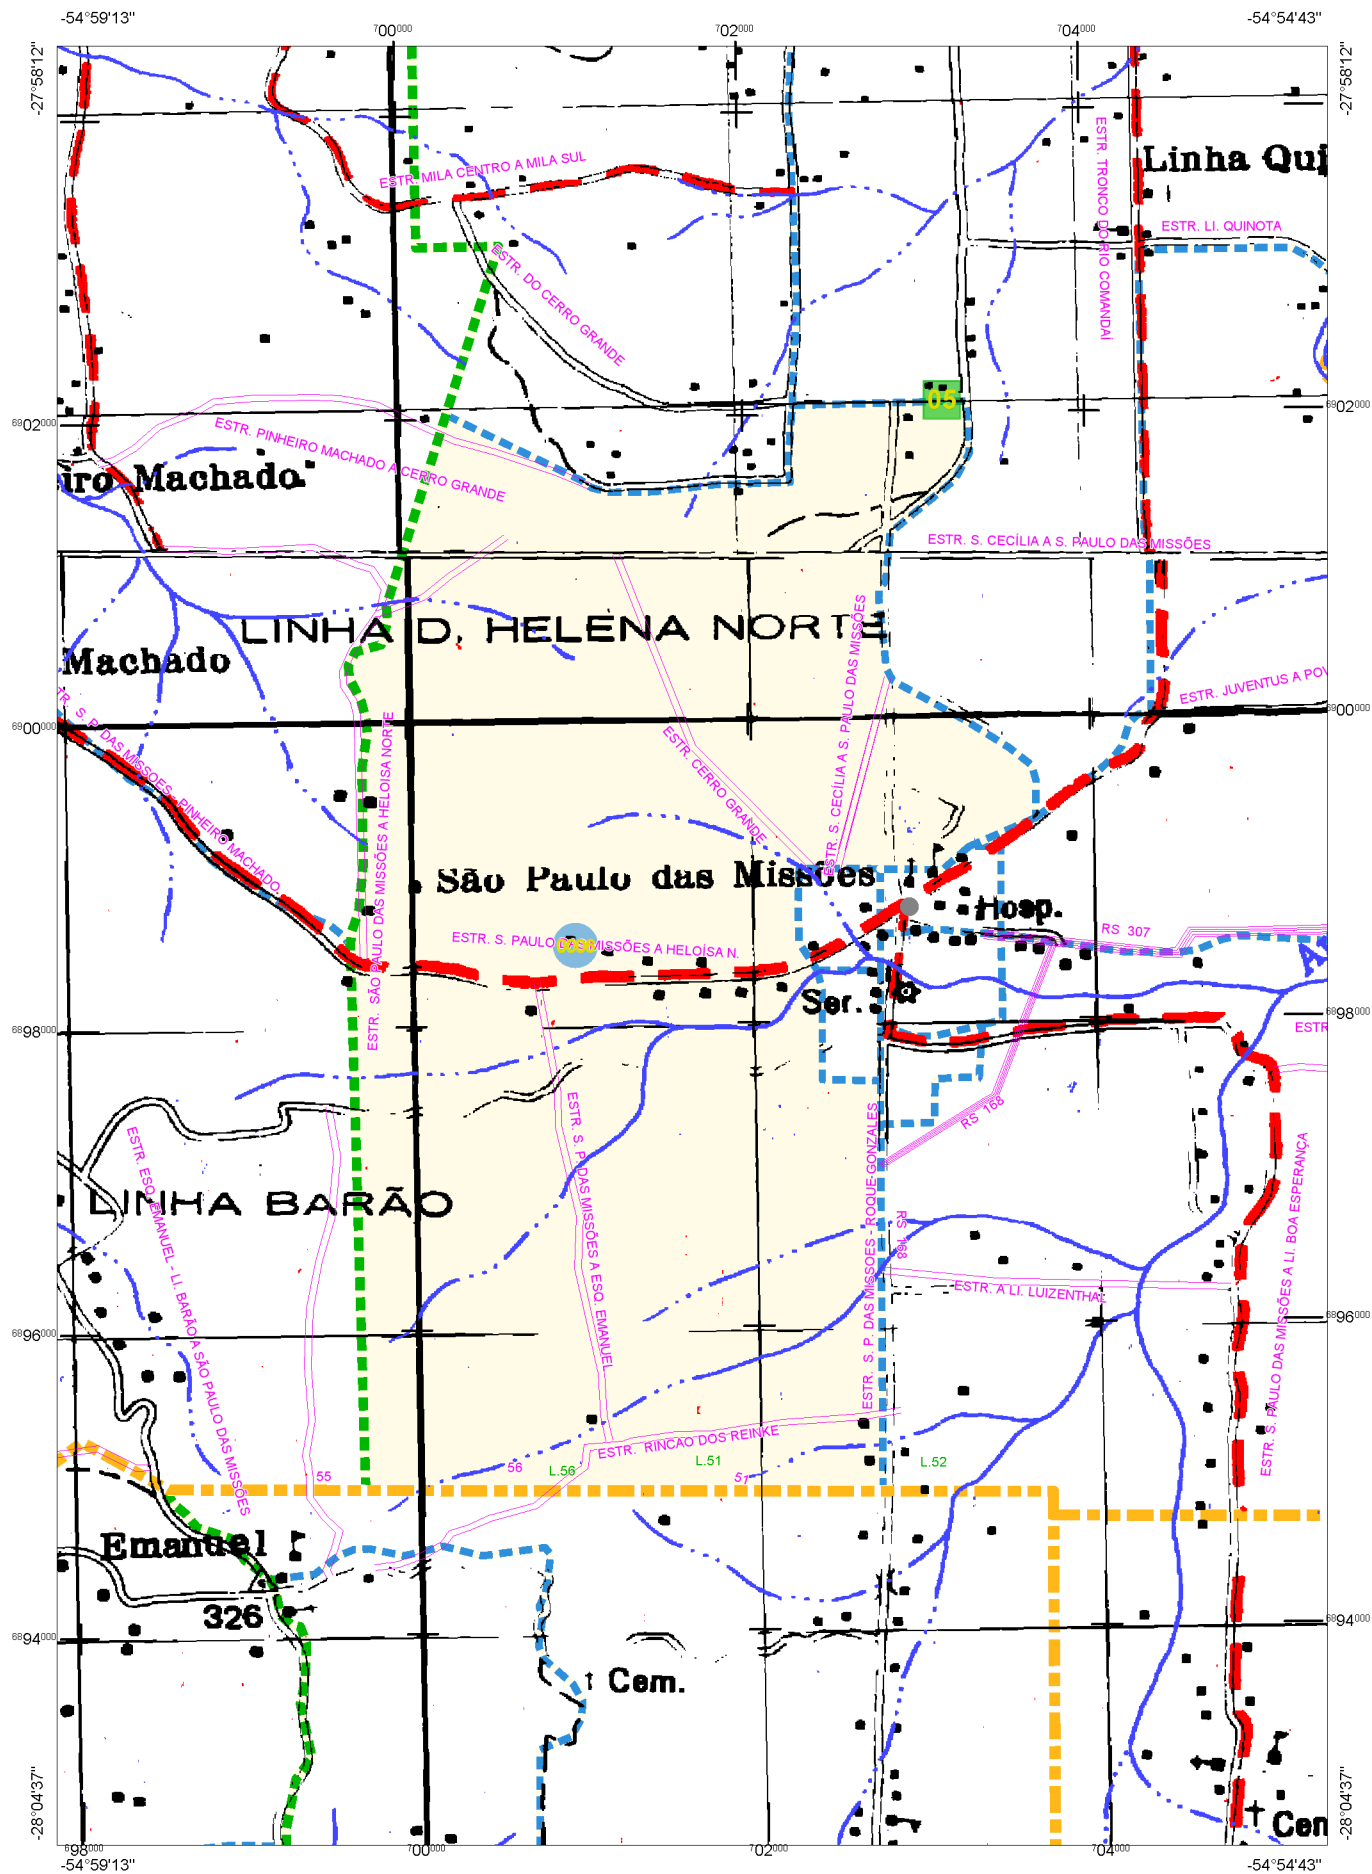 -54°59'13"
-54°54'43"
700000
702000
704000
-27°58'12"
-27°58'12"
ESTR. MILA CENTRO A MILA SUL
ESTR. TRONCO DO RIO COMANDAÍ
Linha Qui
ESTR. LI. QUINOTA
ESTR. DO CERRO GRANDE
05
6902000
6902000
ESTR. PINHEIRO MACHADO A CERRO GRANDE
iro Machado
ESTR. S. CECÍLIA A S. PAULO DAS MISSÕES
LINHA D. HELENA NORTE
Machado
ESTR. JUVENTUS A POV
6900000
6900000
TR. S. P. DAS MISSOES - PINHEIRO MACHADO
ESTR. SÃO PAULO DAS MISSÕES A HELOISA NORTE
ESTR. CERRO GRANDE
ESTR. S. CECÍLIA A S. PAULO DAS MISSÕES
São Paulo das Missões
Hosp.
RS 307
ESTR. S. PAULO DAS MISSÕES A HELOÍSA N.
Ser.
6898000
6898000
ESTR
RS 168
ESTR. S. P. DAS MISSÕES A ESQ. EMANUEL
ESTR. ESQ. EMANUEL - LI. BARÃO A SÃO PAULO DAS MISSÕES
LINHA BARÃO
ESTR. S. P. DAS MISSOES - ROQUE GONZALES
RS 168
ESTR. S. PAULO DAS MISSÕES A LI. BOA ESPERANÇA
ESTR. A LI. LUIZENTHAL
6896000
6896000
ESTR. RINCAO DOS REINKE
55
56
L.56
L.51
51
L.52
Emanuel
326
6894000
6894000
Cem.
Cen
-28°04'37"
-28°04'37"
698000
700000
702000
704000
-54°59'13"
-54°54'43"